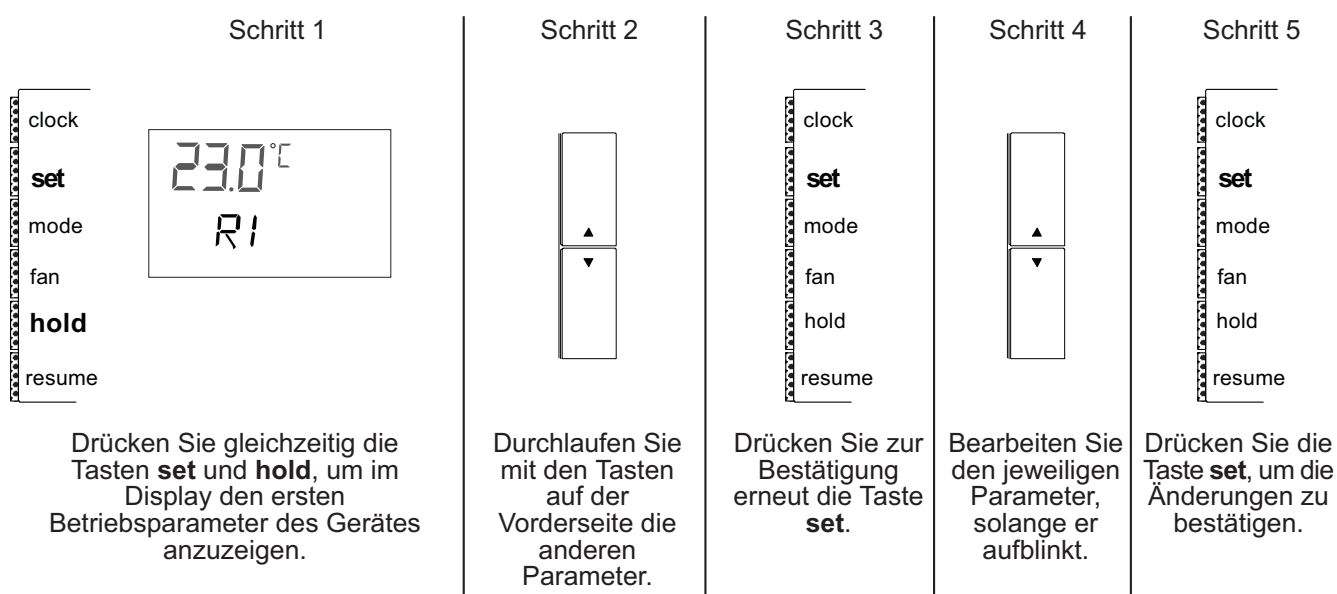 Schritt 1
clock
set
mode
fan
hold
resume
23.0°C
R1
Drücken Sie gleichzeitig die
Tasten set und hold, um im
Display den ersten
Betriebsparameter des Gerätes
anzuzeigen.
Schritt 2
▲
▼
Durchlaufen Sie
mit den Tasten
auf der
Vorderseite die
anderen
Parameter.
Schritt 3
clock
set
mode
fan
hold
resume
Drücken Sie zur
Bestätigung
erneut die Taste
set.
Schritt 4
▲
▼
Bearbeiten Sie
den jeweiligen
Parameter,
solange er
aufblinkt.
Schritt 5
clock
set
mode
fan
hold
resume
Drücken Sie die
Taste set, um die
Änderungen zu
bestätigen.